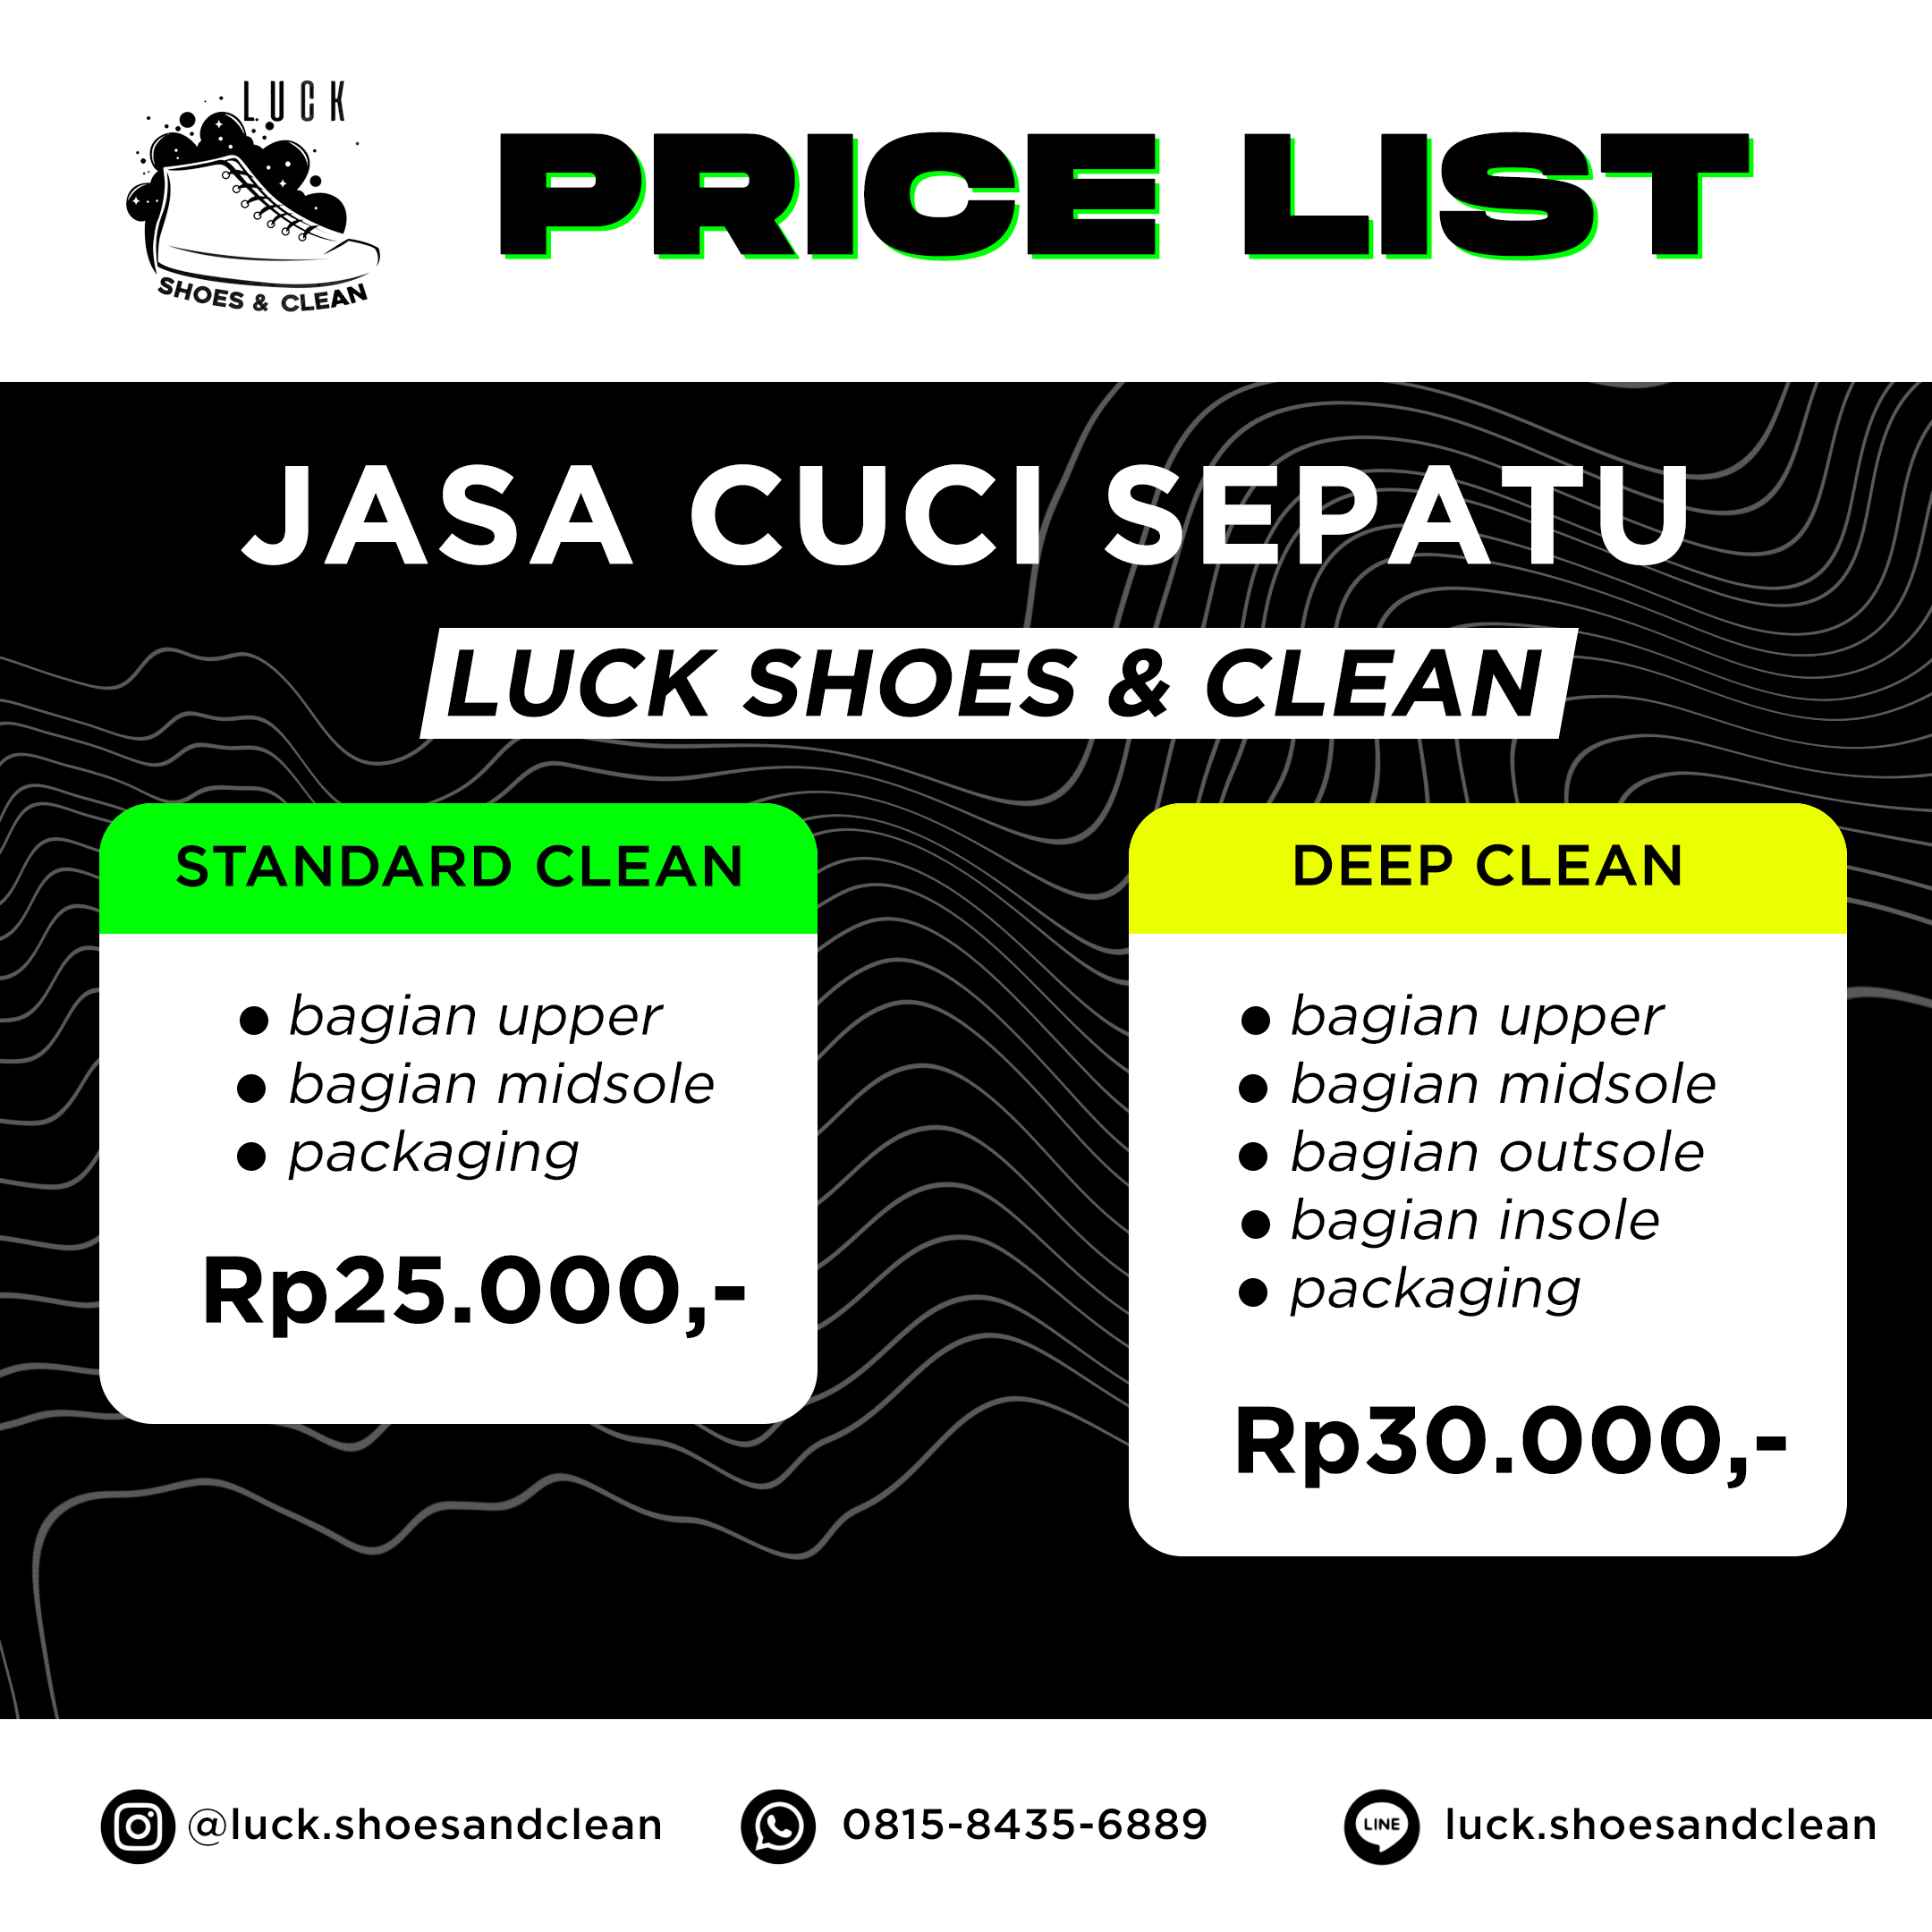 LUCK
SHOES & CLEAN
PRICE LIST
JASA CUCI SEPATU
LUCK SHOES & CLEAN
STANDARD CLEAN
● bagian upper
● bagian midsole
● packaging
Rp25.000,-
DEEP CLEAN
● bagian upper
● bagian midsole
● bagian outsole
● bagian insole
● packaging
Rp30.000,-
@luck.shoesandclean
0815-8435-6889
LINE
luck.shoesandclean